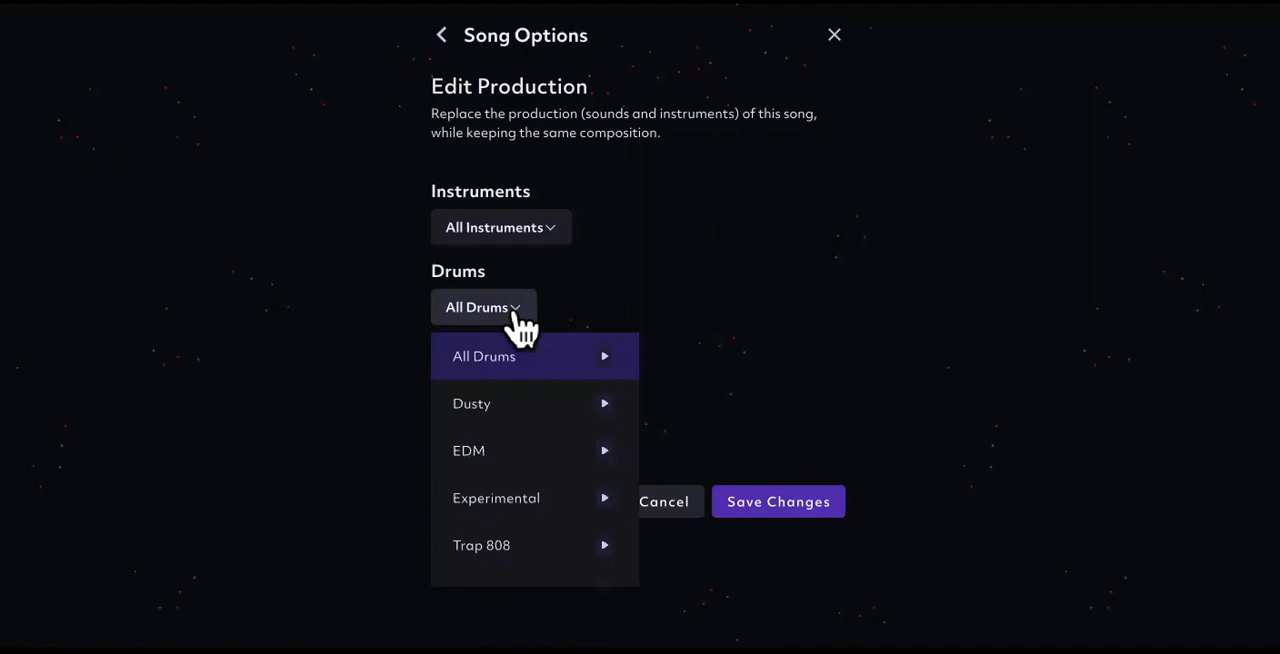 Song Options
Edit Production
Replace the production (sounds and instruments) of this song,
while keeping the same composition.
Instruments
All Instruments
Drums
All Drums
All Drums
Dusty
EDM
Experimental
Trap 808
Cancel
Save Changes